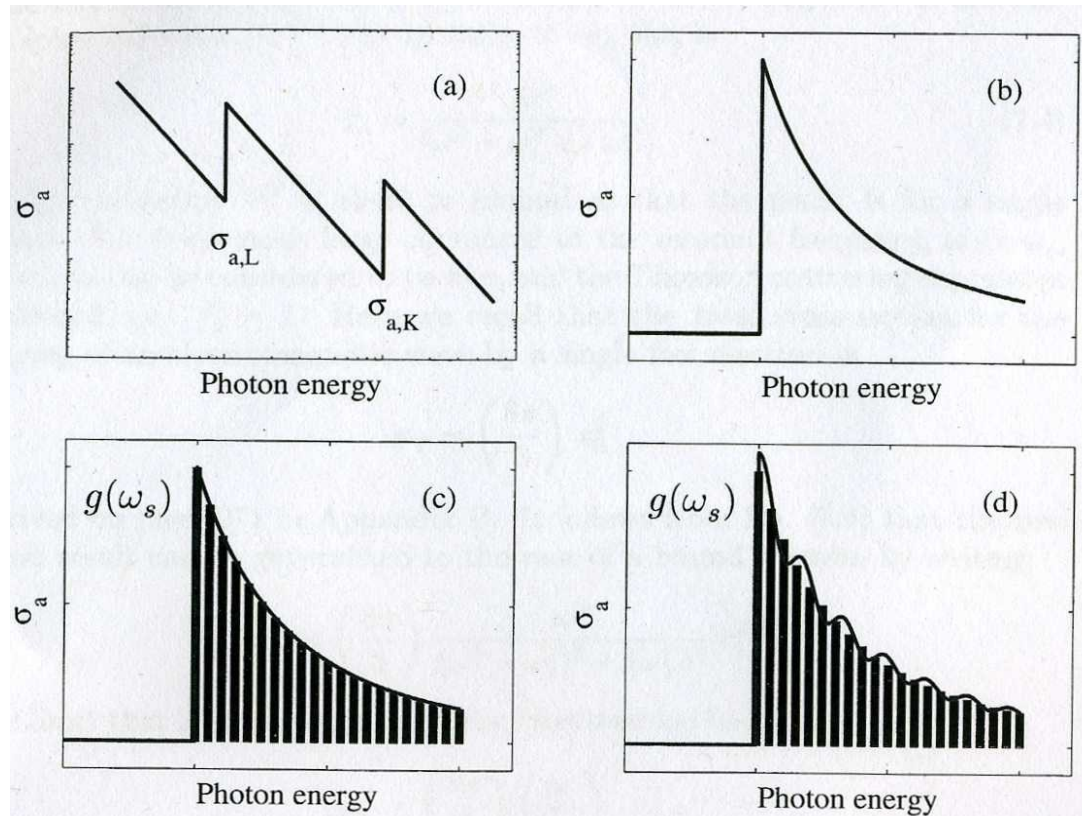 (a)
σa
σa,L
σa,K
Photon energy
(b)
σa
Photon energy
g(ωs)
(c)
σa
Photon energy
g(ωs)
(d)
σa
Photon energy